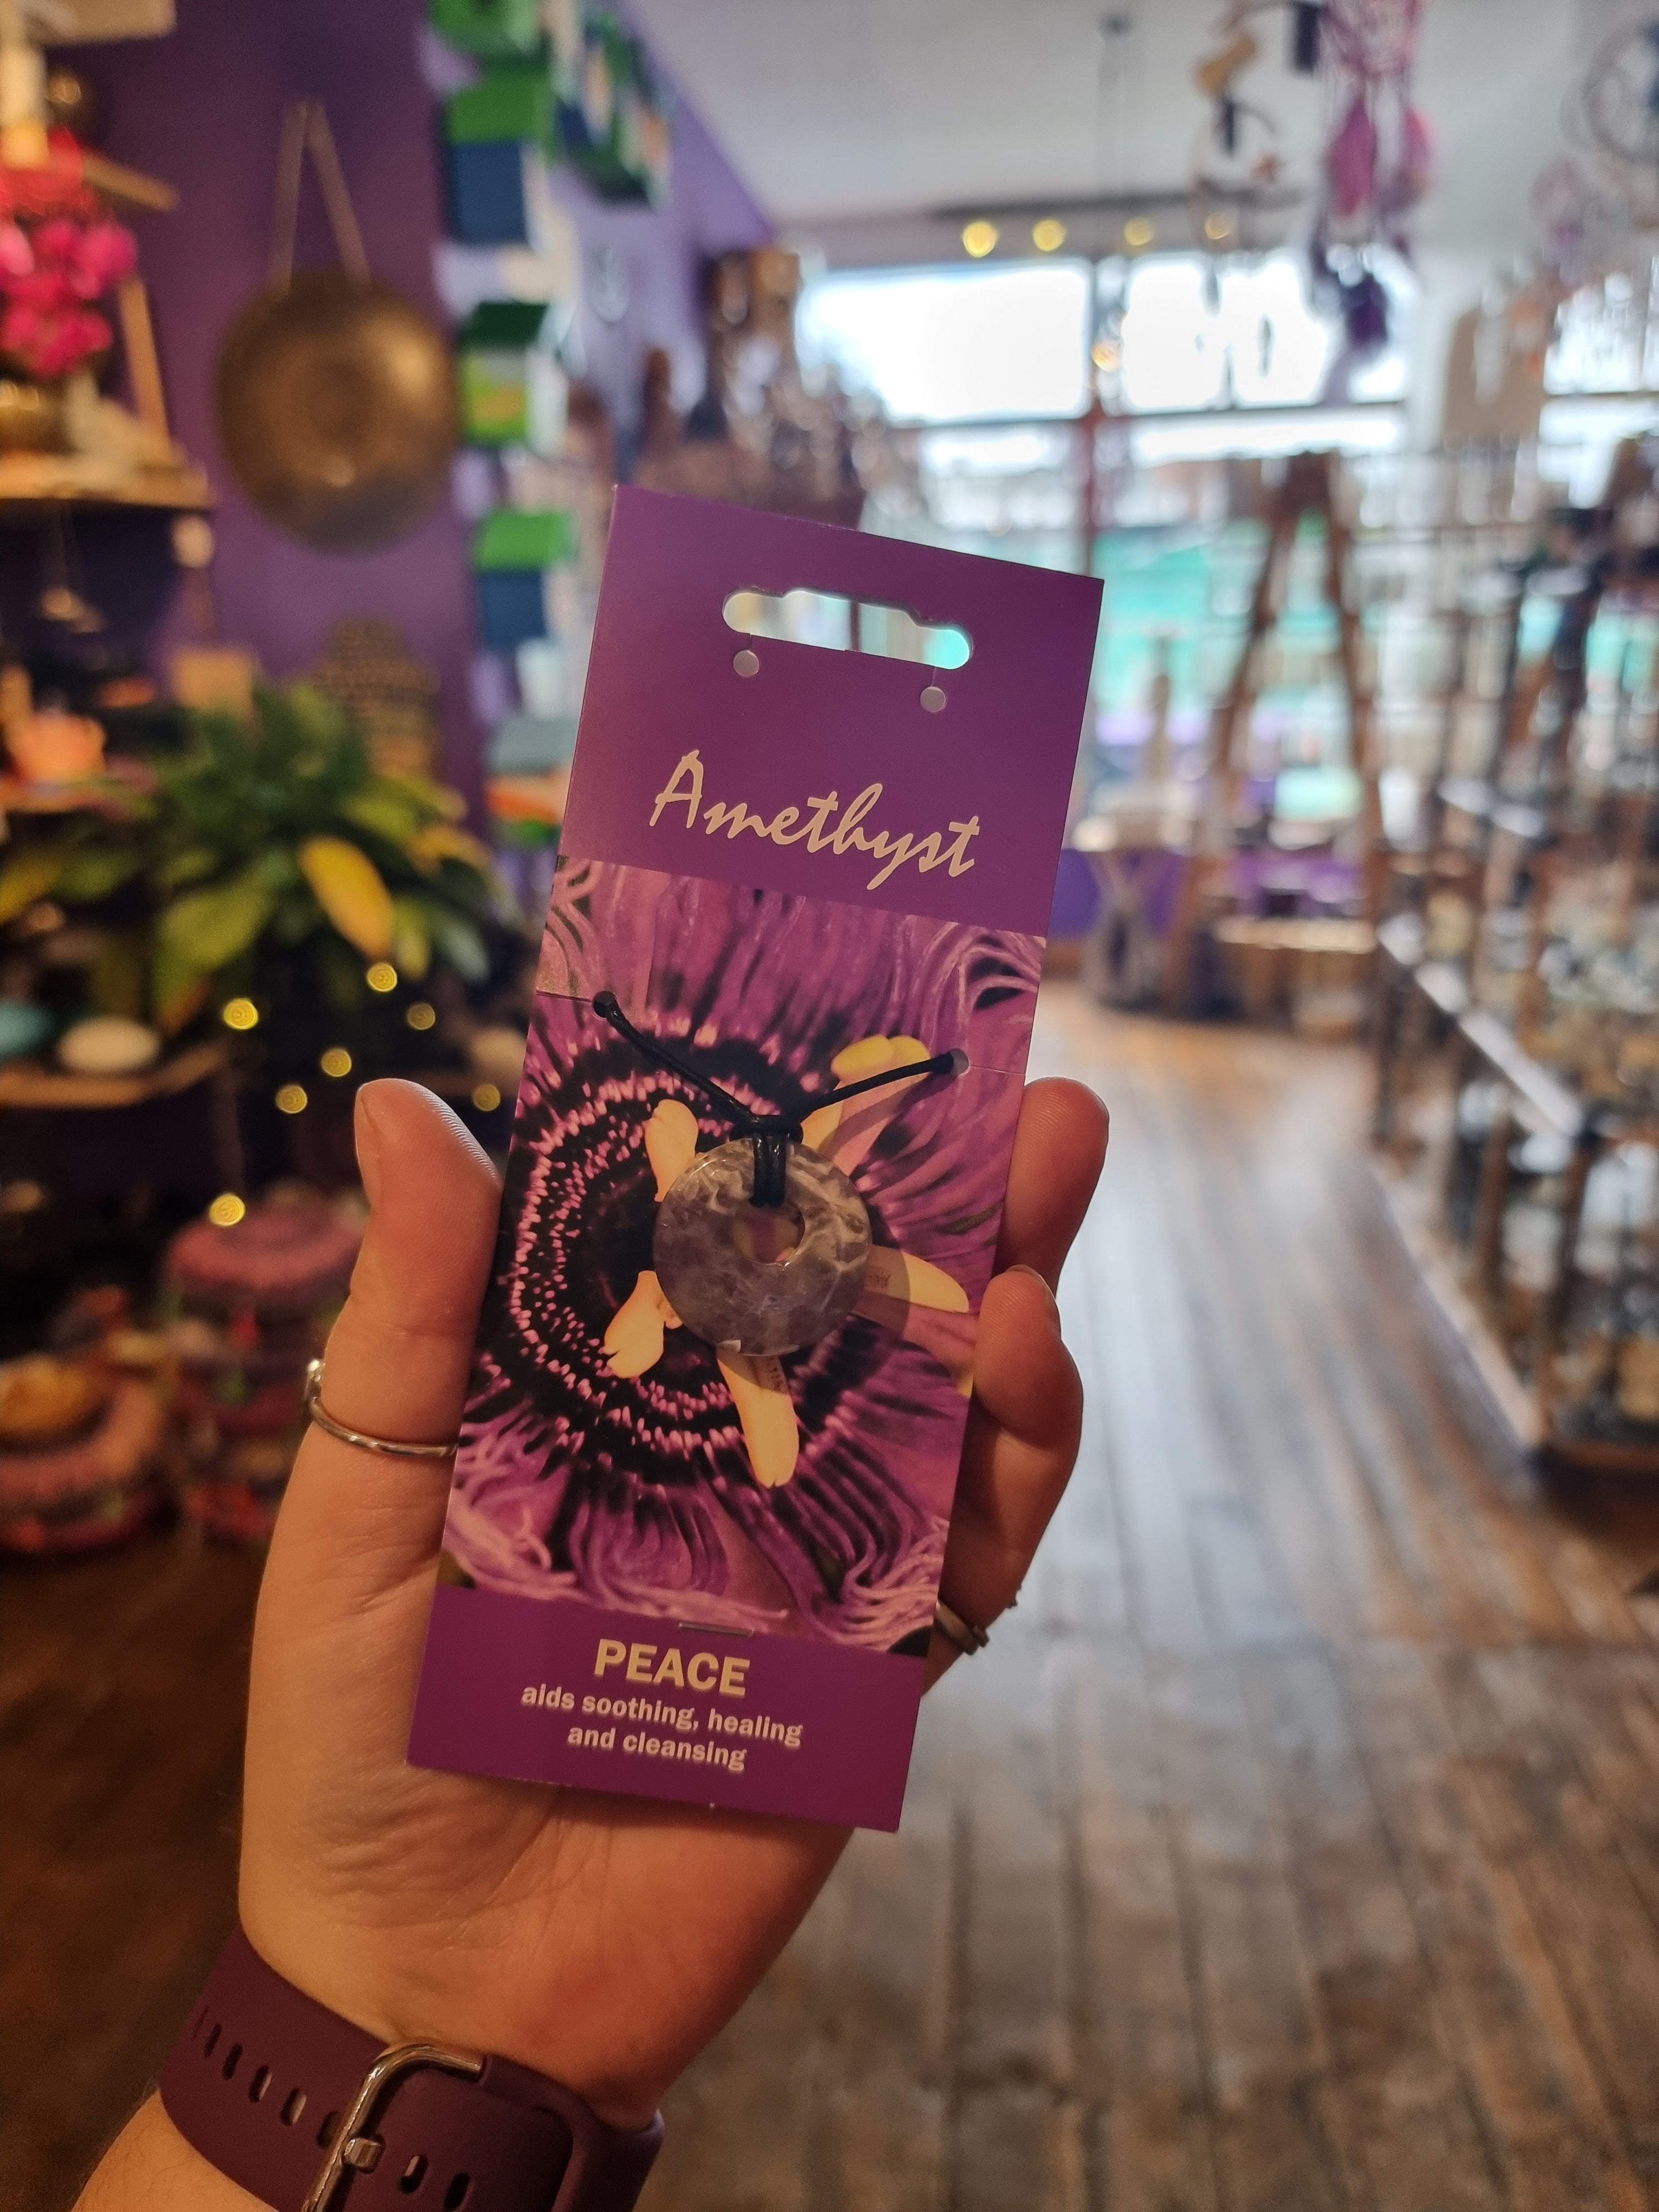 Amethyst
PEACE
aids soothing, healing
and cleansing